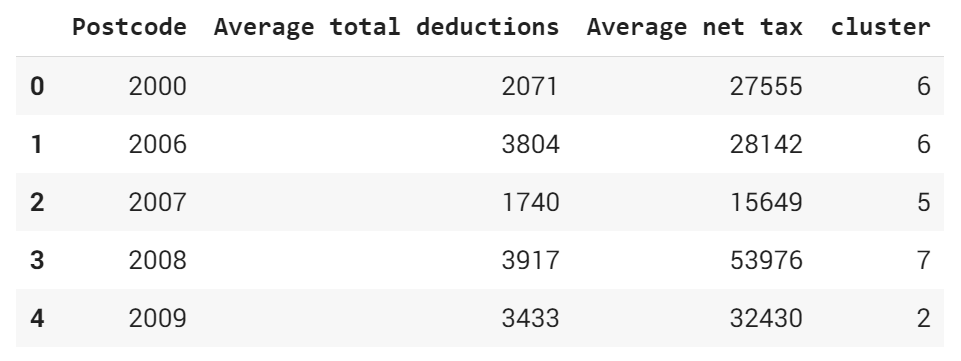 Postcode Average total deductions Average net tax cluster
0 2000 2071 27555 6
1 2006 3804 28142 6
2 2007 1740 15649 5
3 2008 3917 53976 7
4 2009 3433 32430 2